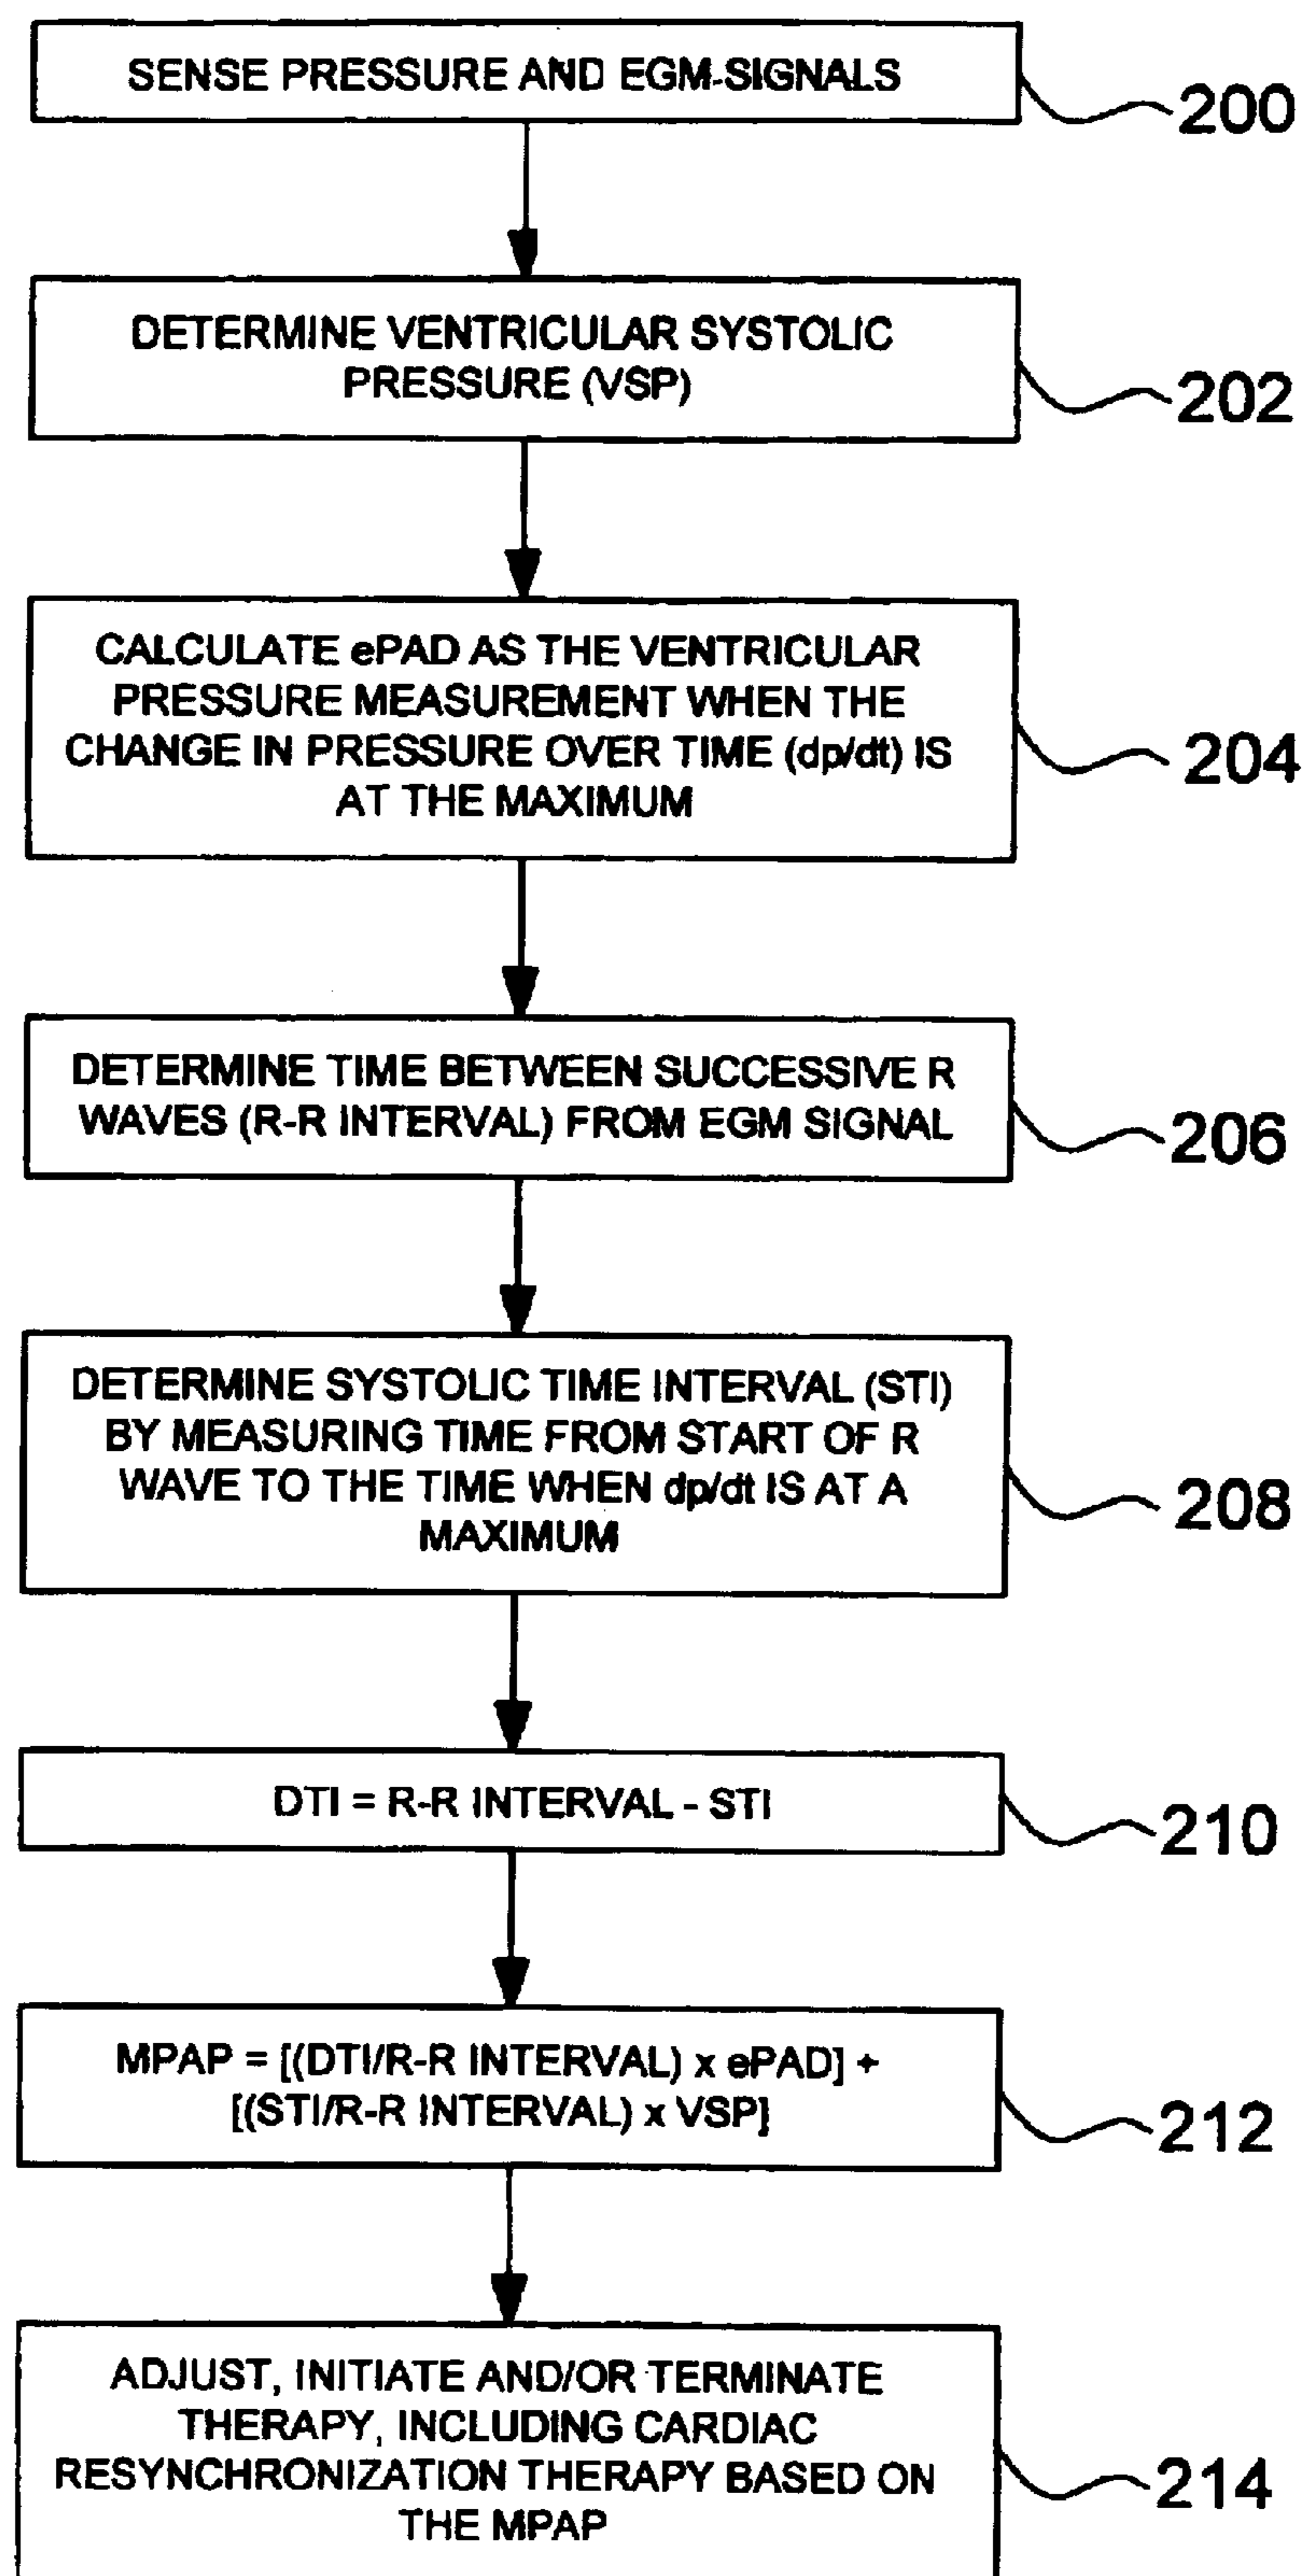 SENSE PRESSURE AND EGM-SIGNALS
200
DETERMINE VENTRICULAR SYSTOLIC
PRESSURE (VSP)
202
CALCULATE ePAD AS THE VENTRICULAR
PRESSURE MEASUREMENT WHEN THE
CHANGE IN PRESSURE OVER TIME (dp/dt) IS
AT THE MAXIMUM
204
DETERMINE TIME BETWEEN SUCCESSIVE R
WAVES (R-R INTERVAL) FROM EGM SIGNAL
206
DETERMINE SYSTOLIC TIME INTERVAL (STI)
BY MEASURING TIME FROM START OF R
WAVE TO THE TIME WHEN dp/dt IS AT A
MAXIMUM
208
DTI = R-R INTERVAL - STI
210
MPAP = [(DTI/R-R INTERVAL) x ePAD] +
[(STI/R-R INTERVAL) x VSP]
212
ADJUST, INITIATE AND/OR TERMINATE
THERAPY, INCLUDING CARDIAC
RESYNCHRONIZATION THERAPY BASED ON
THE MPAP
214